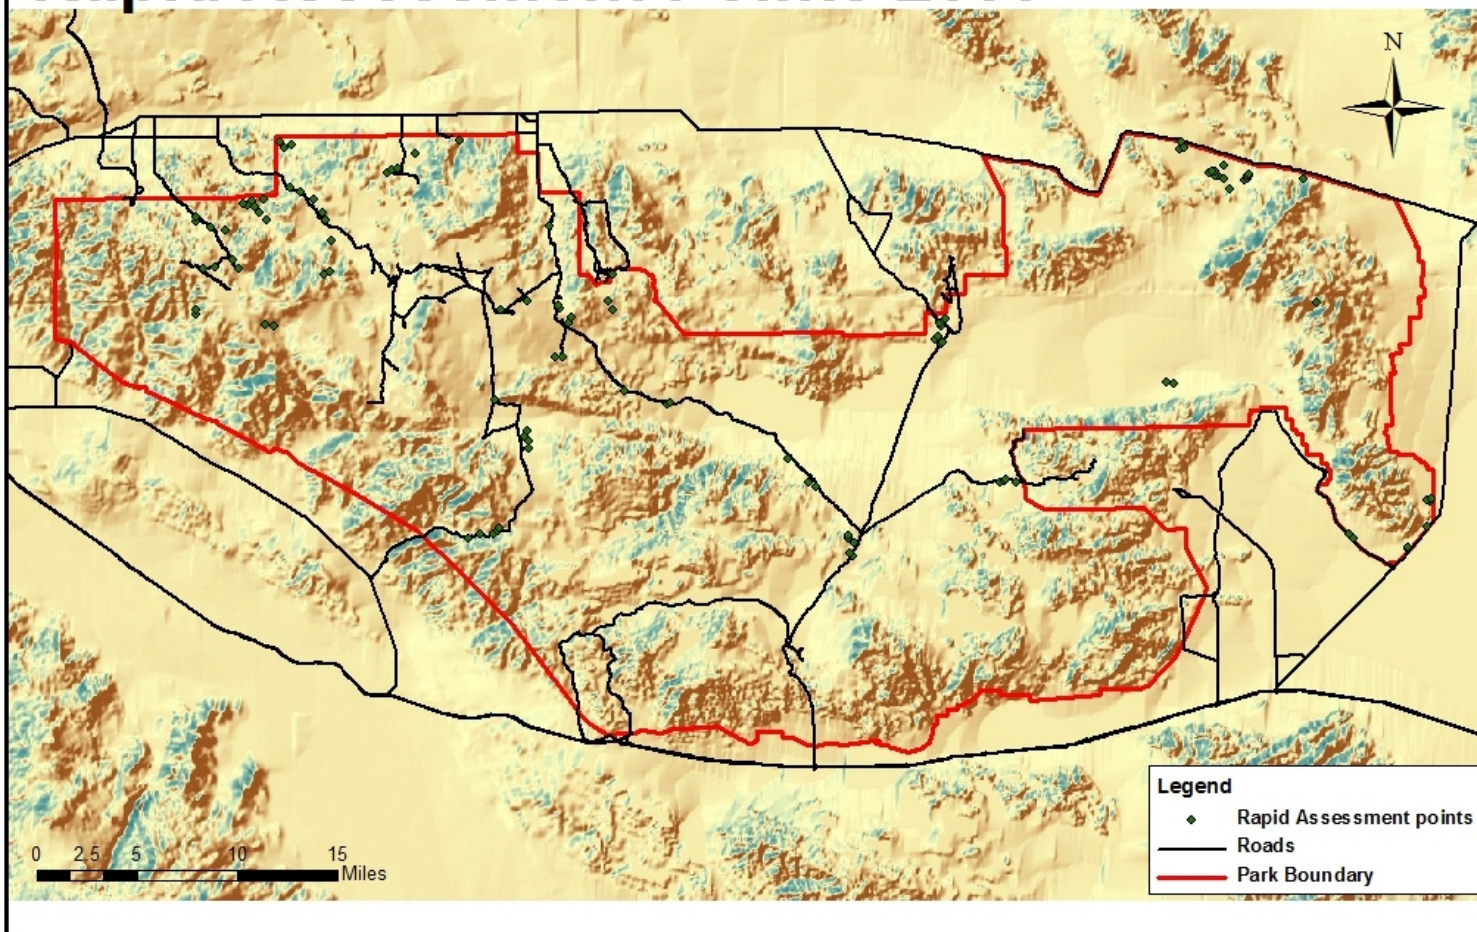 N
Legend
Rapid Assessment points
Roads
Park Boundary
0 2.5 5 10 15
Miles